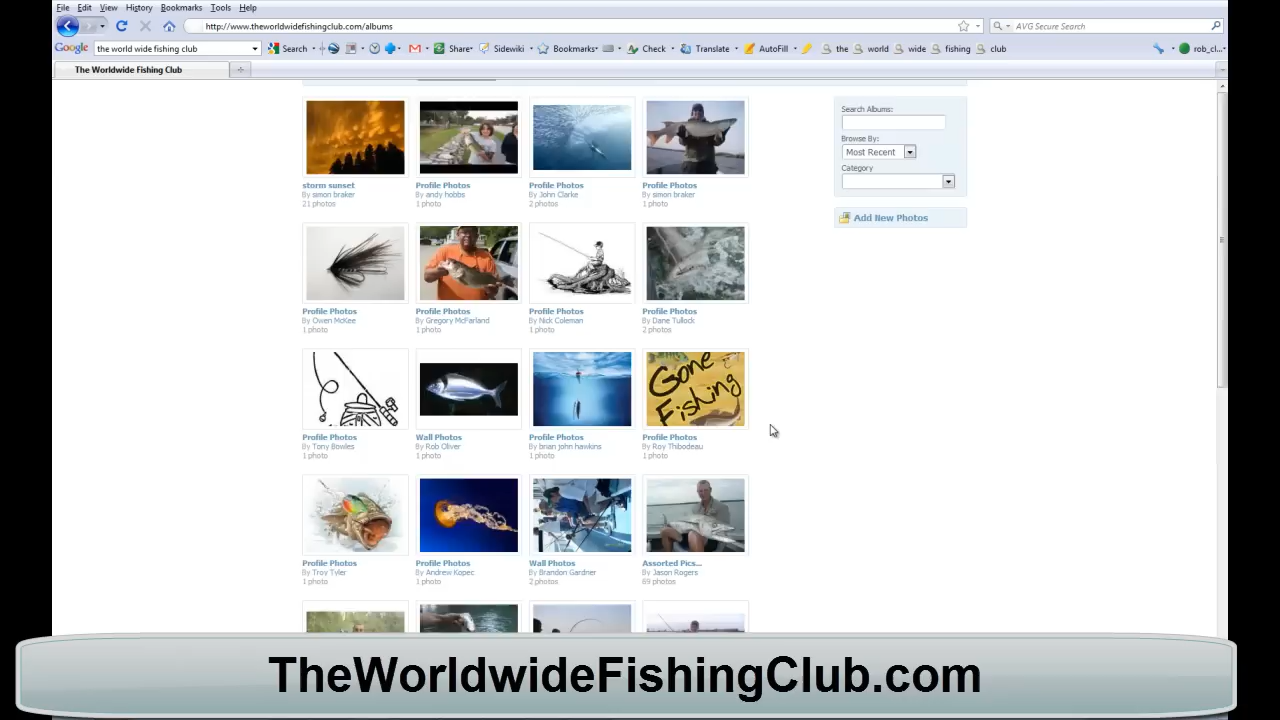 File Edit View History Bookmarks Tools Help
http://www.theworldwidefishingclub.com/albums
AVG Secure Search
Google
the world wide fishing club
Search
Share
Sidewiki
Bookmarks
Check
Translate
AutoFill
the
world
wide
fishing
club
rob_cl...
The Worldwide Fishing Club
Search Albums:
Browse By:
Most Recent
Category
Add New Photos
storm sunset
By simon braker
21 photos
Profile Photos
By andy hobbs
1 photo
Profile Photos
By John Clarke
2 photos
Profile Photos
By simon braker
1 photo
Profile Photos
By Owen McKee
1 photo
Profile Photos
By Gregory McFarland
1 photo
Profile Photos
By Nick Coleman
1 photo
Profile Photos
By Dane Tullock
2 photos
Gone
Fishing
Profile Photos
By Tony Bowles
1 photo
Wall Photos
By Rob Oliver
1 photo
Profile Photos
By brian john hawkins
1 photo
Profile Photos
By Roy Thibodeau
1 photo
Profile Photos
By Troy Tyler
1 photo
Profile Photos
By Andrew Kopec
1 photo
Wall Photos
By Brandon Gardner
2 photos
Assorted Pics...
By Jason Rogers
89 photos
TheWorldwideFishingClub.com